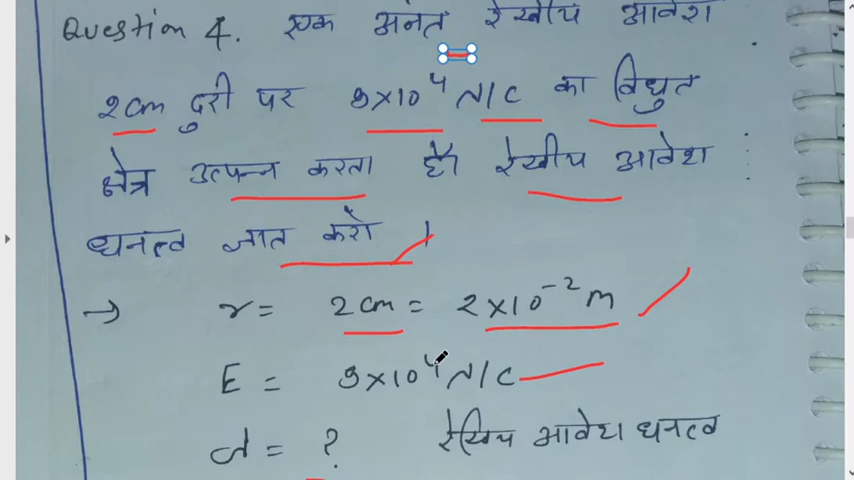 Question 4. एक अनंत रेखीय आवेश
2cm दुरी पर 9×10⁴ N/C का विद्युत
क्षेत्र उत्पन्न करता है। रेखीय आवेश
घनत्व ज्ञात करो।
→ r = 2cm = 2×10⁻² m
E = 9×10⁴ N/C
λ = ? रेखिय आवेश घनत्व